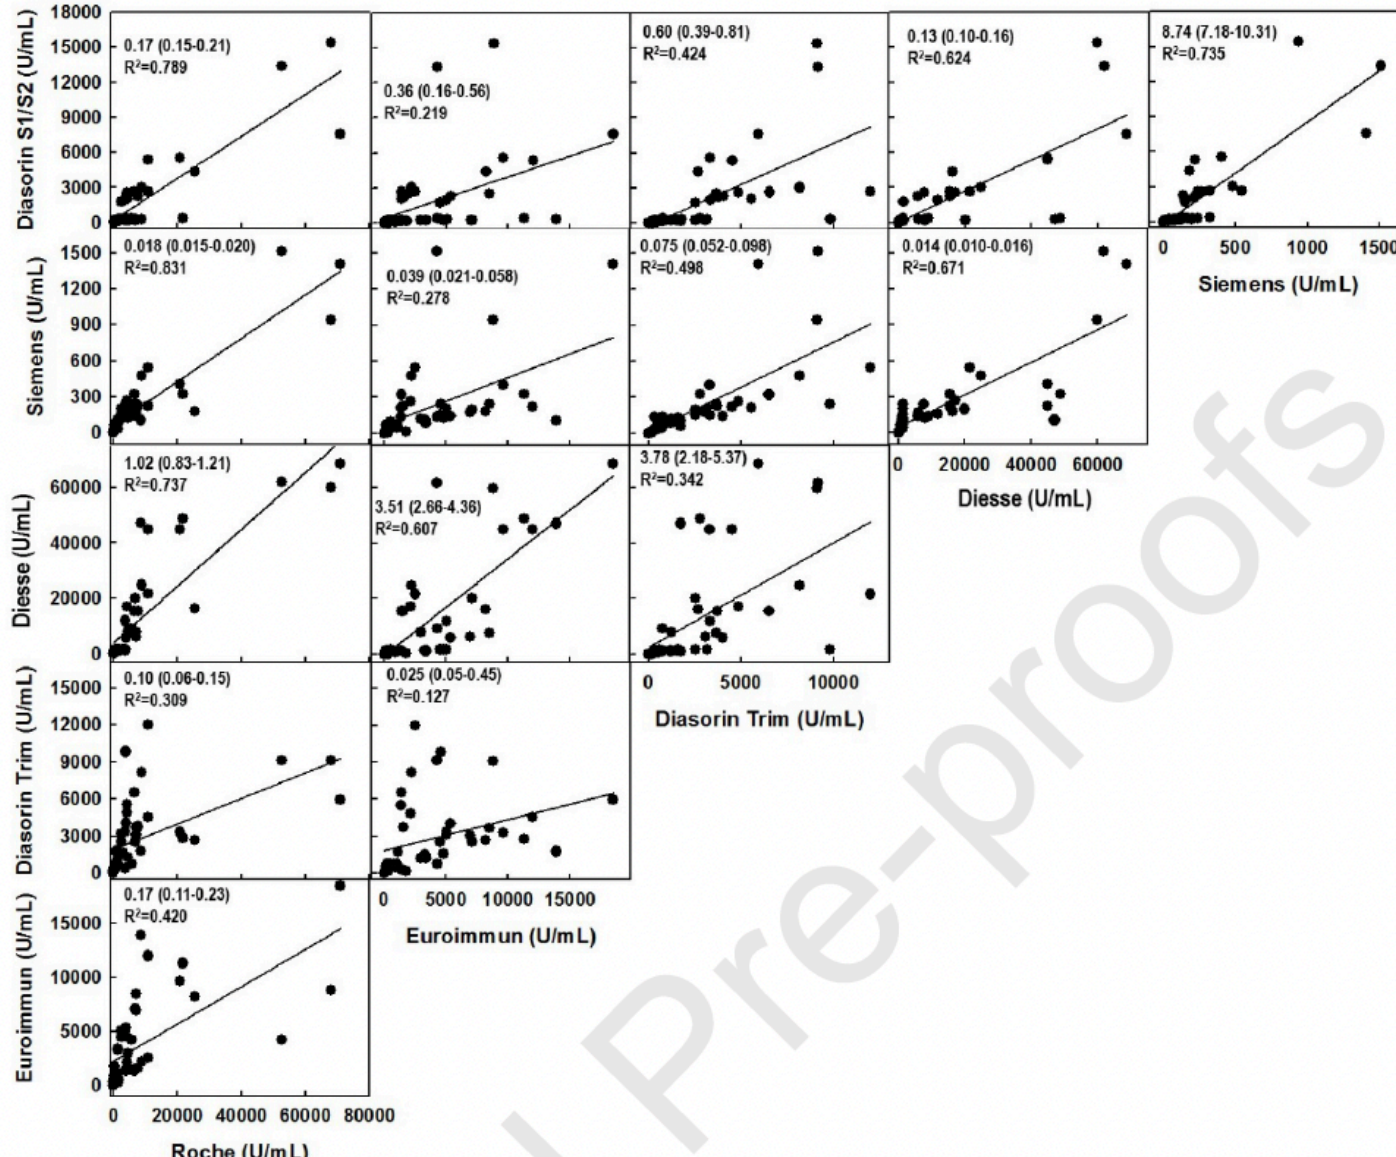 Diasorin S1/S2 (U/mL)
18000
15000
12000
9000
6000
3000
0
0.17 (0.15-0.21)
R²=0.789
0.36 (0.16-0.56)
R²=0.219
0.60 (0.39-0.81)
R²=0.424
0.13 (0.10-0.16)
R²=0.624
8.74 (7.18-10.31)
R²=0.735
0 500 1000 1500
Siemens (U/mL)
Siemens (U/mL)
1500
1200
900
600
300
0
0.018 (0.015-0.020)
R²=0.831
0.039 (0.021-0.058)
R²=0.278
0.075 (0.052-0.098)
R²=0.498
0.014 (0.010-0.016)
R²=0.671
0 20000 40000 60000
Diesse (U/mL)
Diesse (U/mL)
60000
40000
20000
0
1.02 (0.83-1.21)
R²=0.737
3.51 (2.66-4.36)
R²=0.607
3.78 (2.18-5.37)
R²=0.342
0 5000 10000
Diasorin Trim (U/mL)
Diasorin Trim (U/mL)
15000
12000
9000
6000
3000
0
0.10 (0.06-0.15)
R²=0.309
0.025 (0.05-0.45)
R²=0.127
0 5000 10000 15000
Euroimmun (U/mL)
Euroimmun (U/mL)
15000
10000
5000
0
0.17 (0.11-0.23)
R²=0.420
0 20000 40000 60000 80000
Roche (U/mL)
Pre-proofs